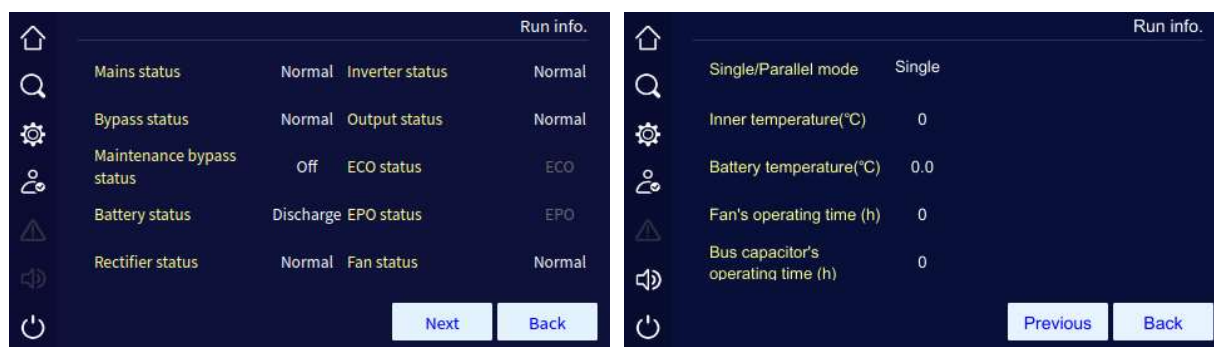 Run info.
Mains status Normal Inverter status Normal
Bypass status Normal Output status Normal
Maintenance bypass
status Off ECO status ECO
Battery status Discharge EPO status EPO
Rectifier status Normal Fan status Normal
Next Back
Run info.
Single/Parallel mode Single
Inner temperature(°C) 0
Battery temperature(°C) 0.0
Fan's operating time (h) 0
Bus capacitor's
operating time (h) 0
Previous Back